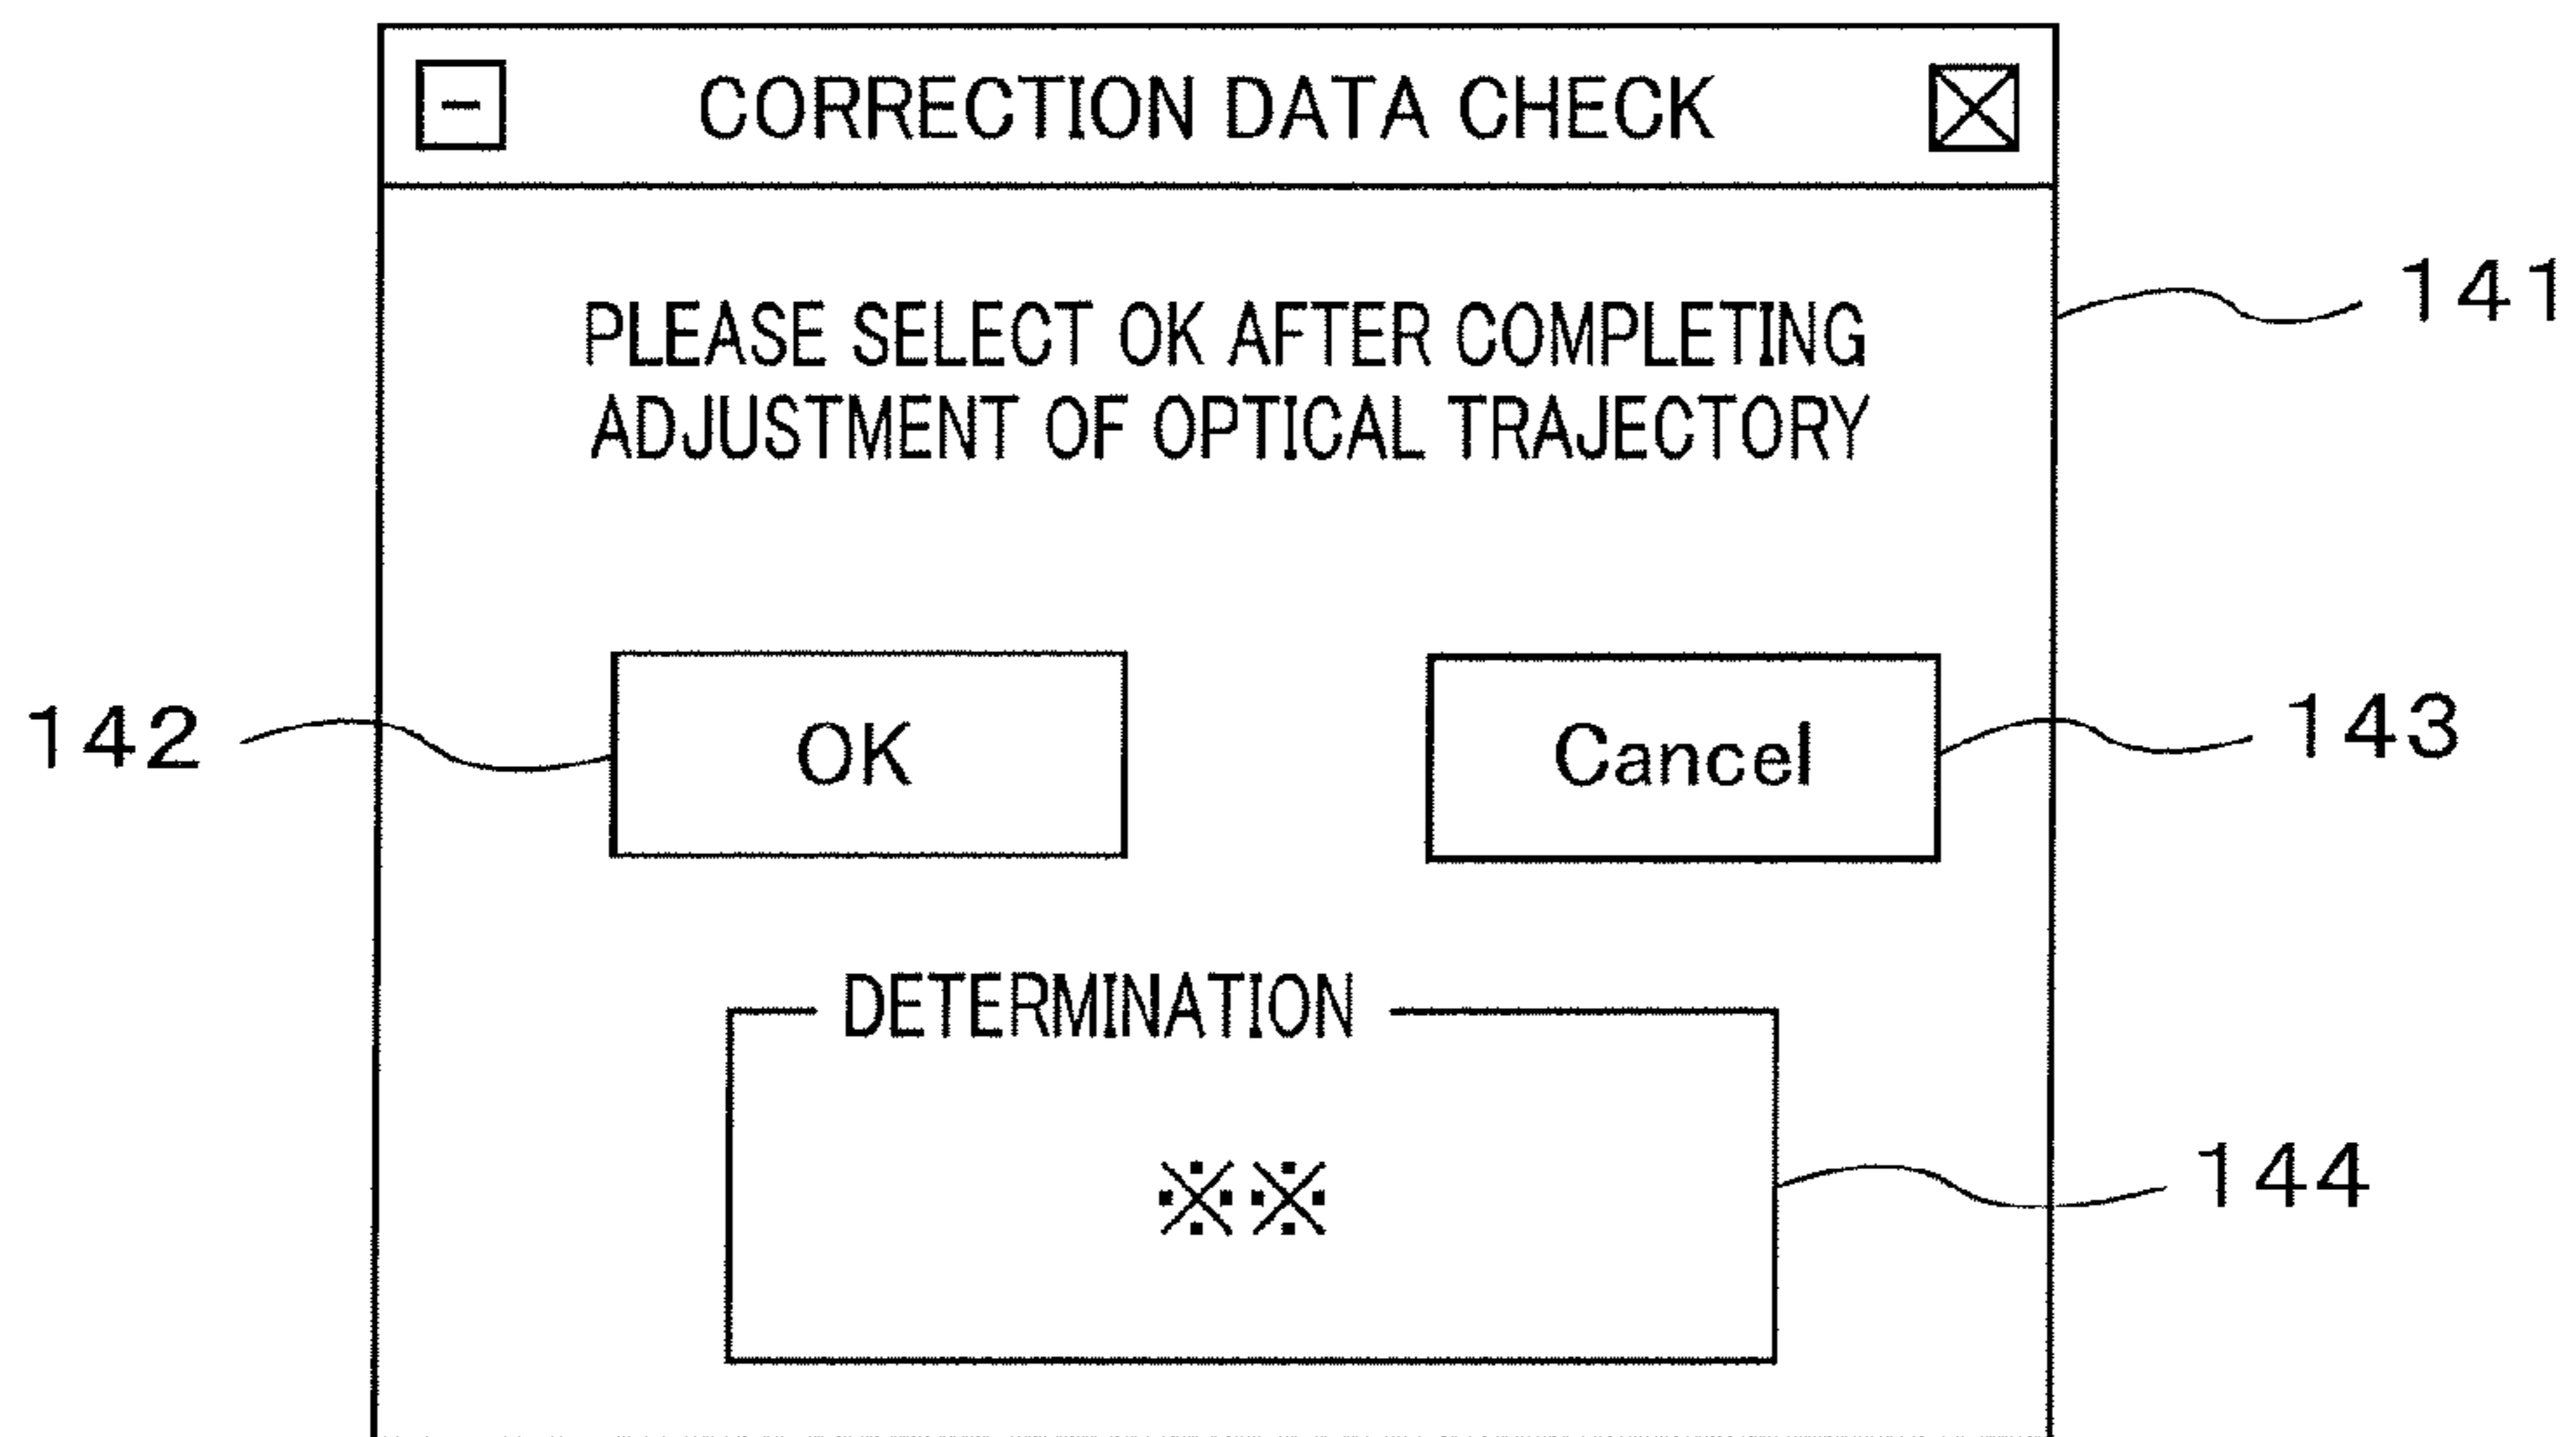 CORRECTION DATA CHECK
PLEASE SELECT OK AFTER COMPLETING
ADJUSTMENT OF OPTICAL TRAJECTORY
141
142
OK
Cancel
143
DETERMINATION
※※
144